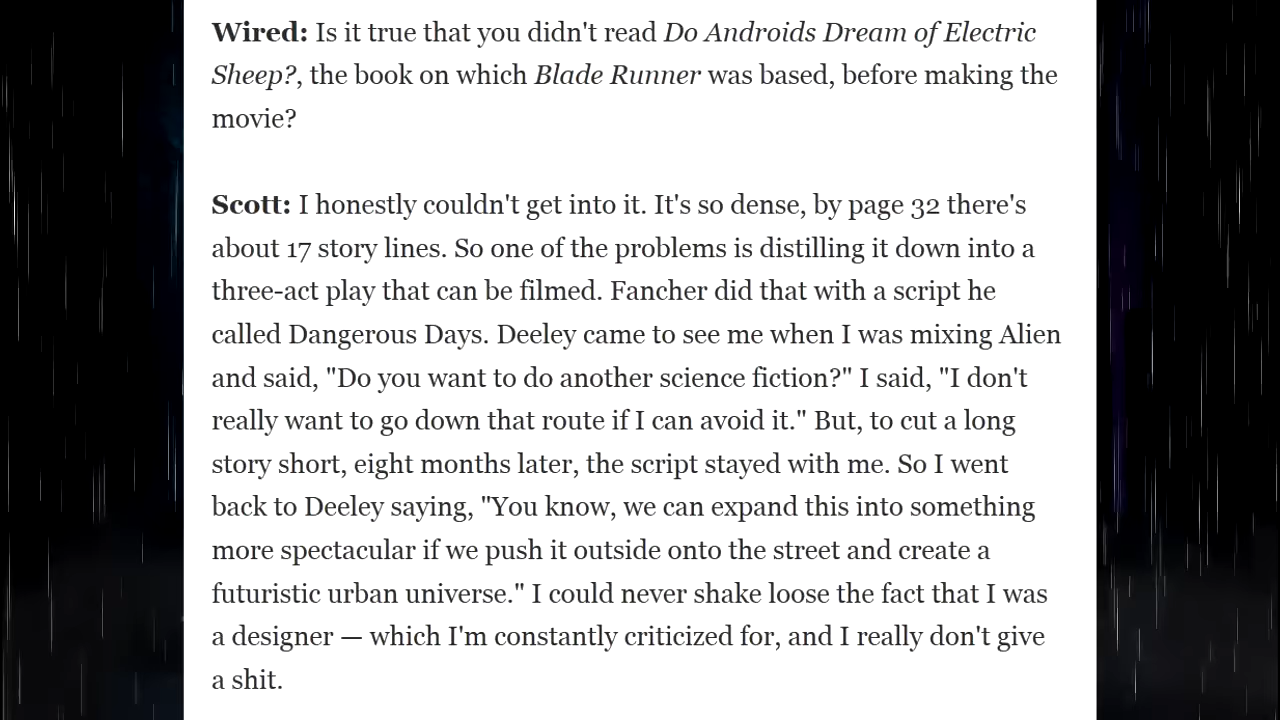 Wired: Is it true that you didn't read Do Androids Dream of Electric
Sheep?, the book on which Blade Runner was based, before making the
movie?
Scott: I honestly couldn't get into it. It's so dense, by page 32 there's
about 17 story lines. So one of the problems is distilling it down into a
three-act play that can be filmed. Fancher did that with a script he
called Dangerous Days. Deeley came to see me when I was mixing Alien
and said, "Do you want to do another science fiction?" I said, "I don't
really want to go down that route if I can avoid it." But, to cut a long
story short, eight months later, the script stayed with me. So I went
back to Deeley saying, "You know, we can expand this into something
more spectacular if we push it outside onto the street and create a
futuristic urban universe." I could never shake loose the fact that I was
a designer — which I'm constantly criticized for, and I really don't give
a shit.